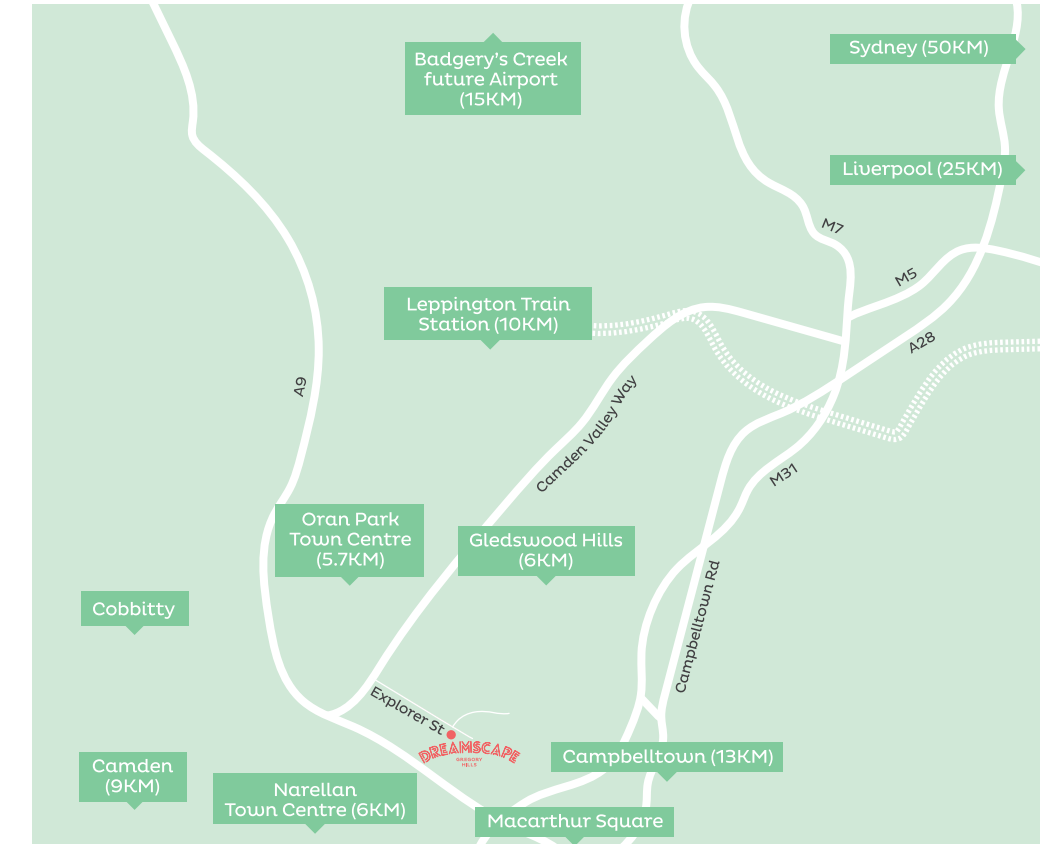 Badgery's Creek
future Airport
(15KM)
Sydney (50KM)
Liverpool (25KM)
M7
M5
Leppington Train
Station (10KM)
A28
A9
Camden Valley Way
M31
Oran Park
Town Centre
(5.7KM)
Gledswood Hills
(6KM)
Cobbitty
Campbelltown Rd
Explorer St
DREAMSCAPE
GREGORY
HILLS
Camden
(9KM)
Campbelltown (13KM)
Narellan
Town Centre (6KM)
Macarthur Square